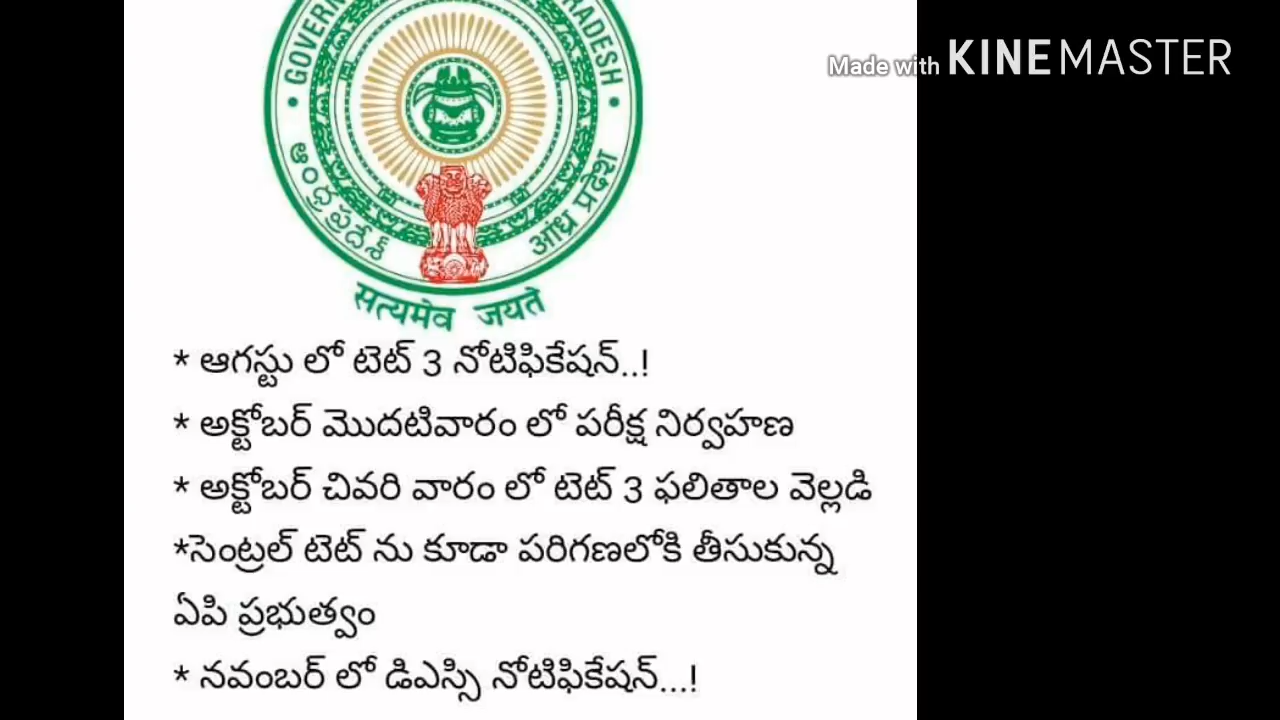 Made with KINEMASTER
GOVERN RADESH
ఆంధ్రప్రదేశ్ आंध्र प्रदेश
सत्यमेव जयते
* ఆగస్టు లో టెట్ 3 నోటిఫికేషన్..!
* అక్టోబర్ మొదటివారం లో పరీక్ష నిర్వహణ
* అక్టోబర్ చివరి వారం లో టెట్ 3 ఫలితాల వెల్లడి
*సెంట్రల్ టెట్ ను కూడా పరిగణలోకి తీసుకున్న
ఏపి ప్రభుత్వం
* నవంబర్ లో డిఎస్సి నోటిఫికేషన్...!